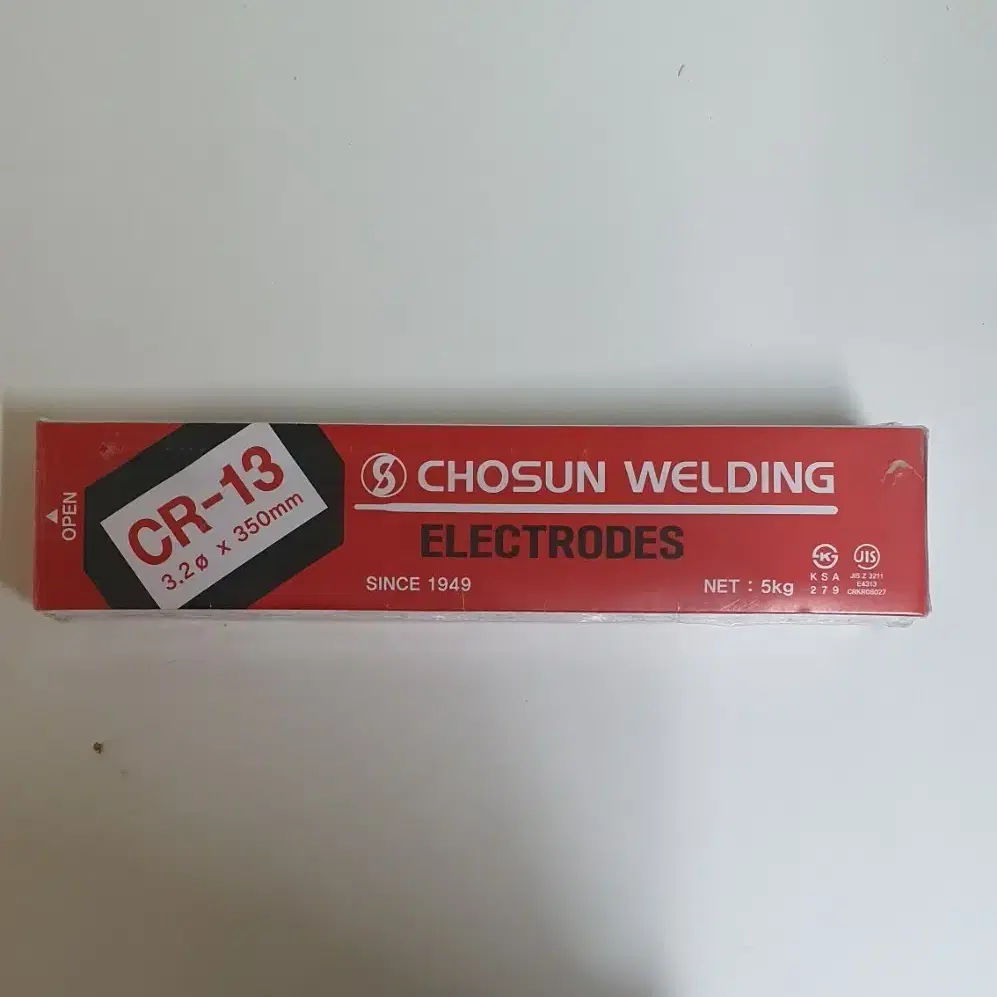 OPEN
CR-13
3.2ø x 350mm
CHOSUN WELDING
ELECTRODES
SINCE 1949
NET : 5kg
KSA
279
JIS
JIS Z 3211
E4313
CRKR08027